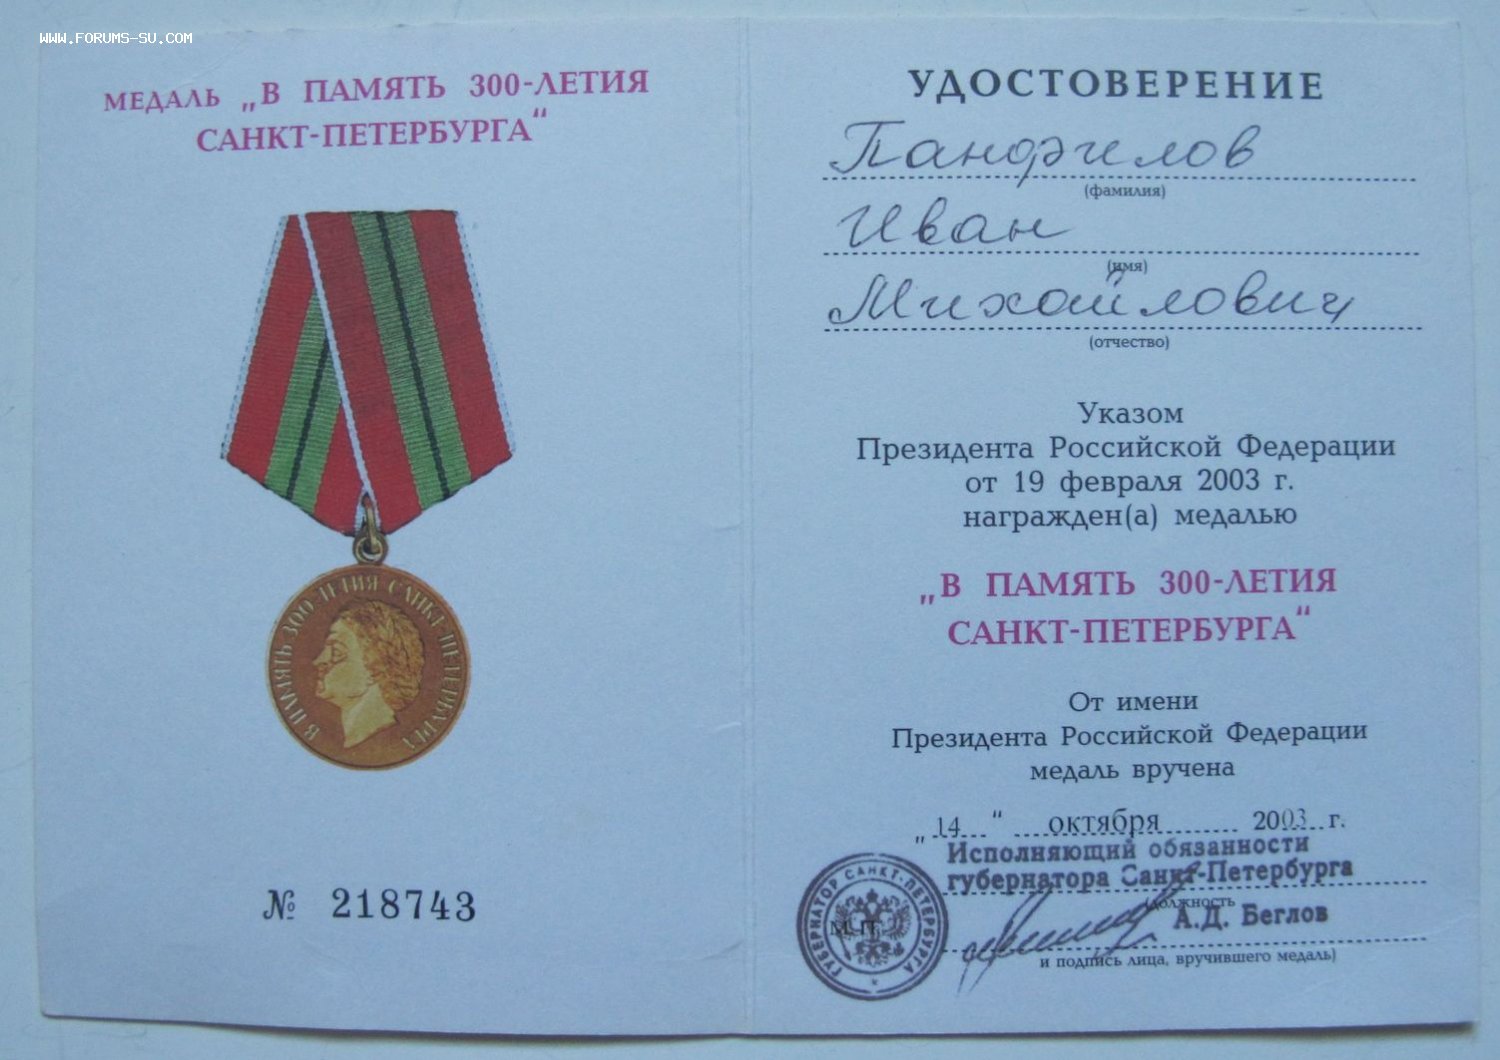 www.forums-su.com
МЕДАЛЬ „В ПАМЯТЬ 300-ЛЕТИЯ
САНКТ-ПЕТЕРБУРГА“
В ПАМЯТЬ 300-ЛЕТИЯ САНКТ-ПЕТЕРБУРГА
№ 218743
УДОСТОВЕРЕНИЕ
Панфилов
(фамилия)
Иван
(имя)
Михайлович
(отчество)
Указом
Президента Российской Федерации
от 19 февраля 2003 г.
награжден(а) медалью
„В ПАМЯТЬ 300-ЛЕТИЯ
САНКТ-ПЕТЕРБУРГА“
От имени
Президента Российской Федерации
медаль вручена
„14“ октября 2003 г.
Исполняющий обязанности
губернатора Санкт-Петербурга
(должность
А.Д. Беглов
М.П.
ГУБЕРНАТОР САНКТ-ПЕТЕРБУРГА
и подпись лица, вручившего медаль)